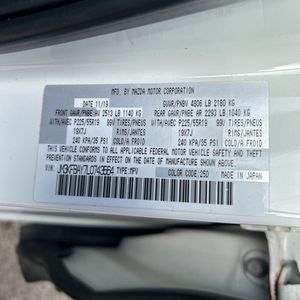 MFD. BY MAZDA MOTOR CORPORATION
DATE 11/19 GVWR/PNBV 4806 LB 2180 KG
FRONT GAWR/PNBE AV 2513 LB 1140 KG REAR GAWR/PNBE AR 2293 LB 1040 KG
WITH/AVEC P225/55R19 99V TIRES/PNEUS WITH/AVEC P225/55R19 99V TIRES/PNEUS
19X7J 19X7J
240 KPA/35 PSI COLD/A FROID 240 KPA/35 PSI COLD/A FROID
THIS VEHICLE CONFORMS TO ALL APPLICABLE FEDERAL MOTOR VEHICLE SAFETY AND THEFT PREVENTION STANDARDS IN EFFECT ON
THE DATE OF MANUFACTURE SHOWN ABOVE.
VIN: TYPE:MPV
MADE IN JAPAN COLOR CODE:25D